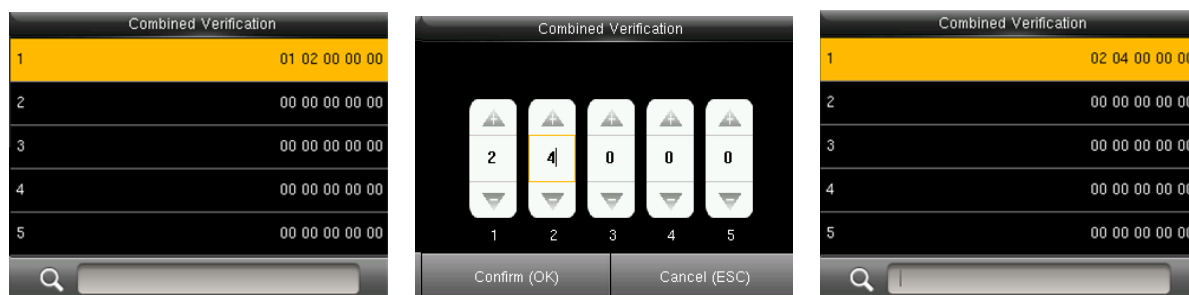 Combined Verification
1 01 02 00 00 00
2 00 00 00 00 00
3 00 00 00 00 00
4 00 00 00 00 00
5 00 00 00 00 00
Combined Verification
2 4 0 0 0
1 2 3 4 5
Confirm (OK) Cancel (ESC)
Combined Verification
1 02 04 00 00 00
2 00 00 00 00 00
3 00 00 00 00 00
4 00 00 00 00 00
5 00 00 00 00 00